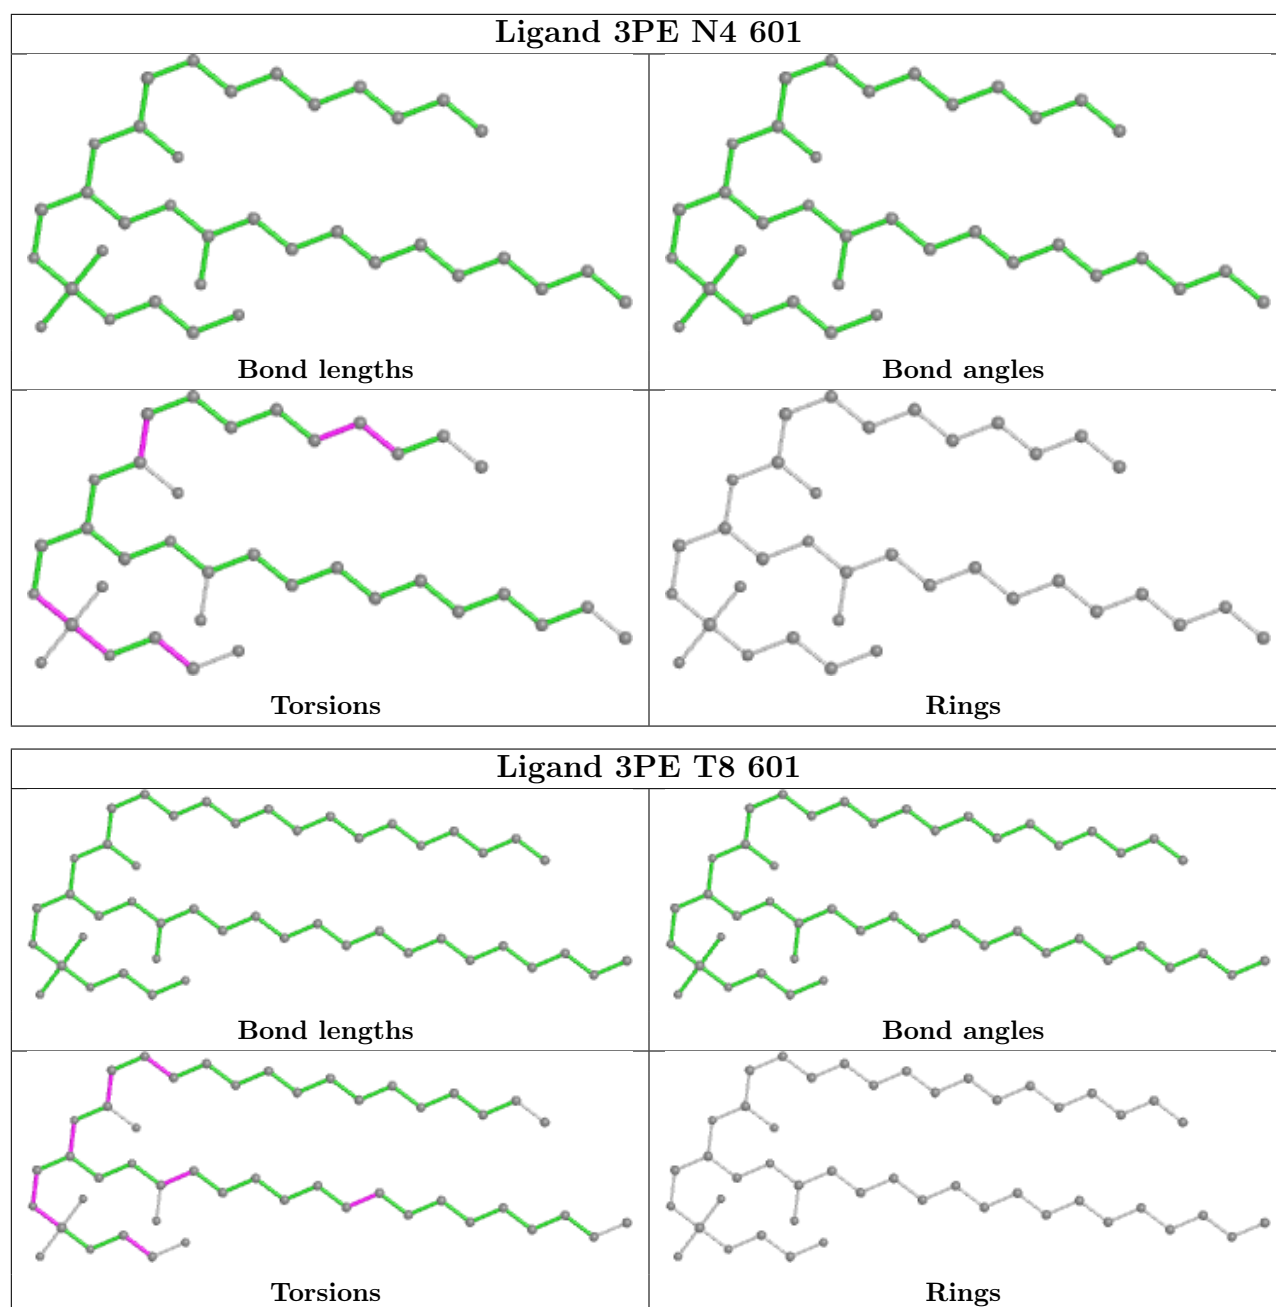 Ligand 3PE N4 601
Bond lengths
Bond angles
Torsions
Rings
Ligand 3PE T8 601
Bond lengths
Bond angles
Torsions
Rings